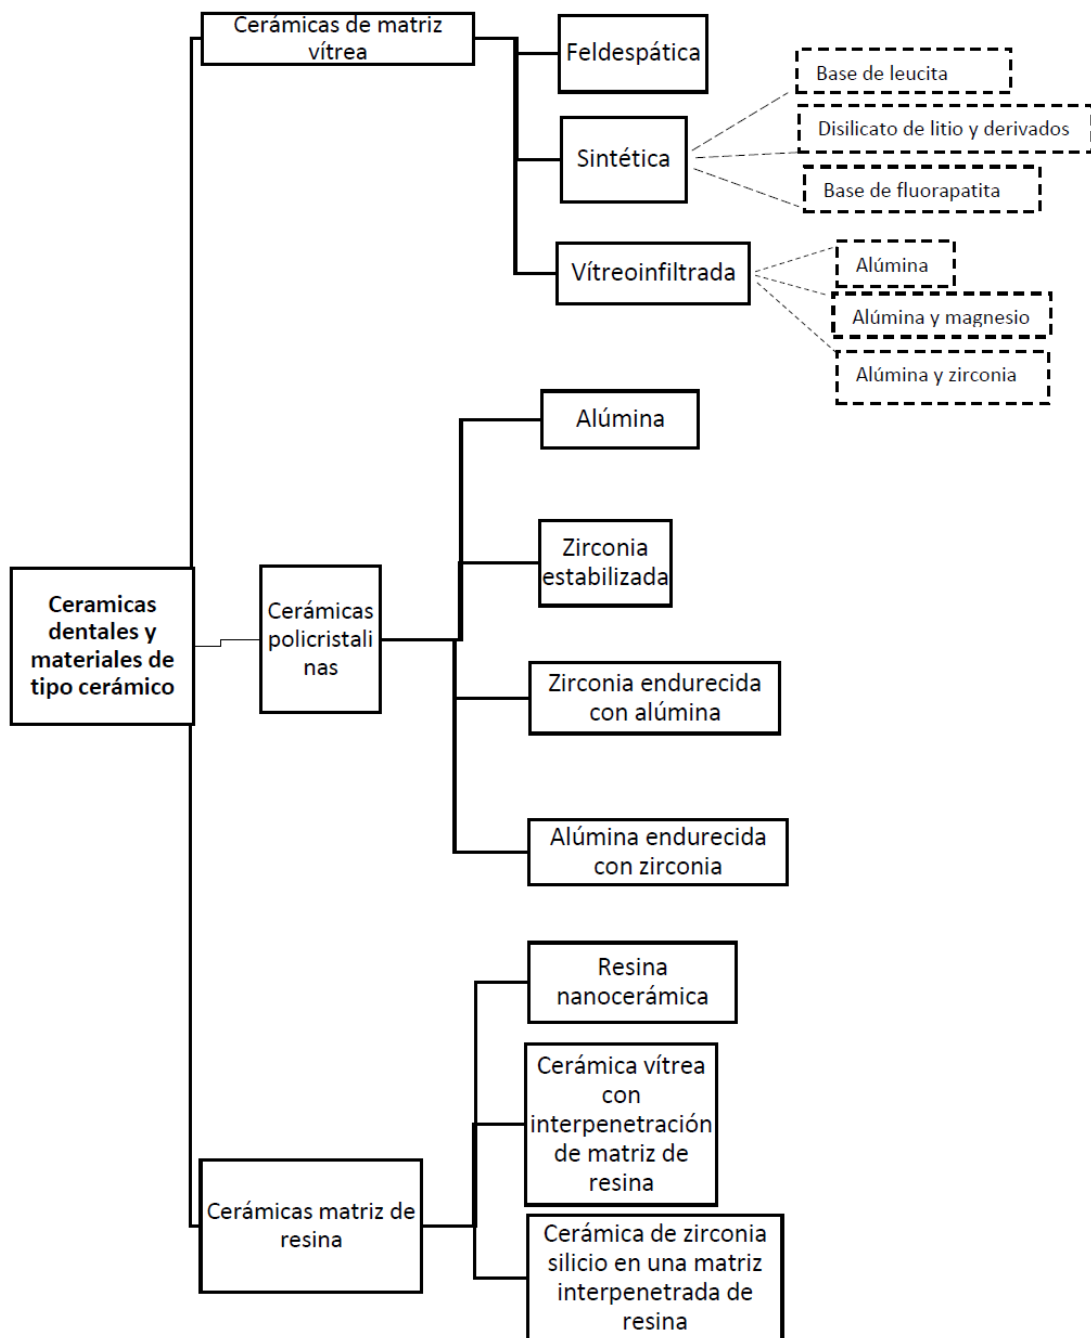 Cerámicas de matriz
vítrea
Feldespática
Sintética
Base de leucita
Disilicato de litio y derivados
Base de fluorapatita
Vítreoinfiltrada
Alúmina
Alúmina y magnesio
Alúmina y zirconia
Ceramicas
dentales y
materiales de
tipo cerámico
Cerámicas
policristali
nas
Alúmina
Zirconia
estabilizada
Zirconia endurecida
con alúmina
Alúmina endurecida
con zirconia
Cerámicas matriz de
resina
Resina
nanocerámica
Cerámica vítrea
con
interpenetración
de matriz de
resina
Cerámica de zirconia
silicio en una matriz
interpenetrada de
resina